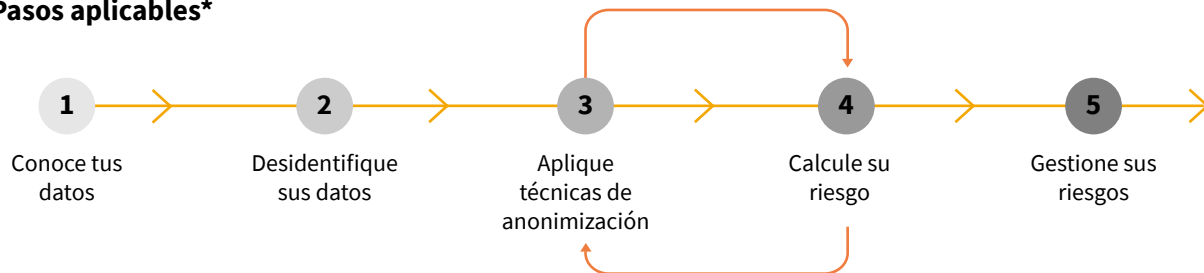 Pasos aplicables*
1
2
3
4
5
Conoce tus
datos
Desidentifique
sus datos
Aplique
técnicas de
anonimización
Calcule su
riesgo
Gestione sus
riesgos